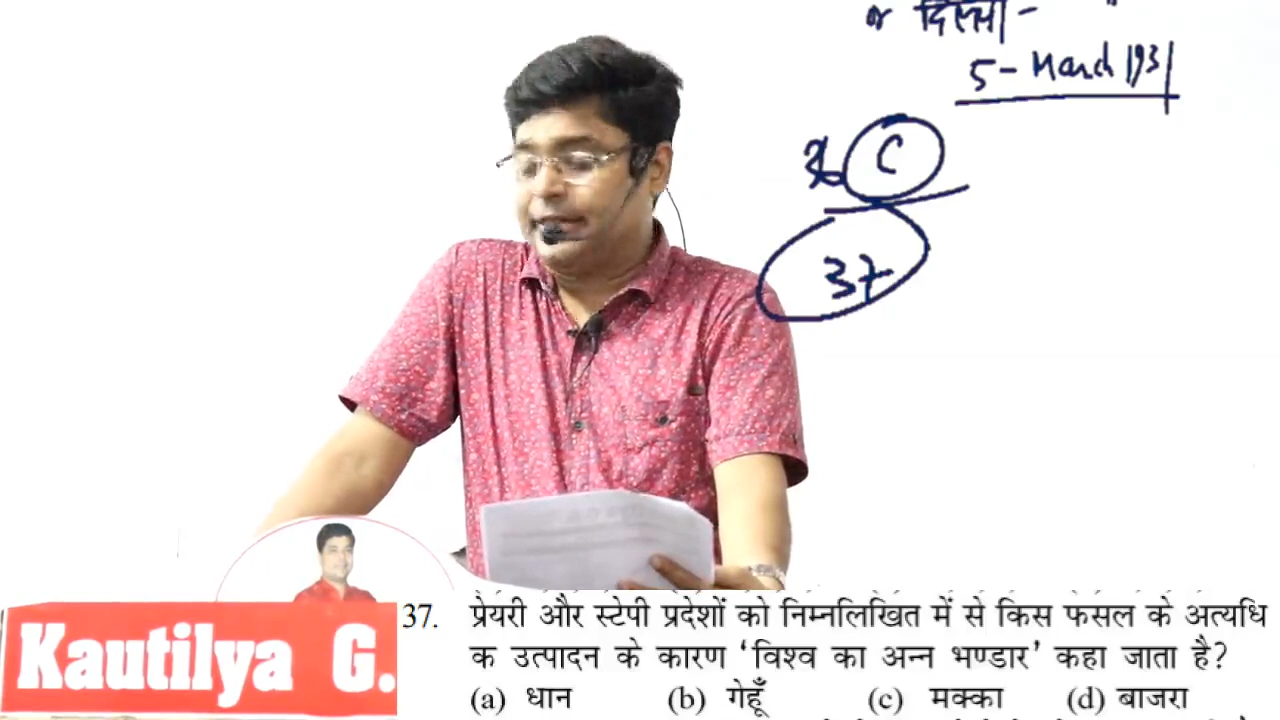 व दिल्ली -
5 - March 1931
36 C
37
Kautilya G.
37. प्रेयरी और स्टेपी प्रदेशों को निम्नलिखित में से किस फसल के अत्यधि
क उत्पादन के कारण ‘विश्व का अन्न भण्डार’ कहा जाता है?
(a) धान (b) गेहूँ (c) मक्का (d) बाजरा